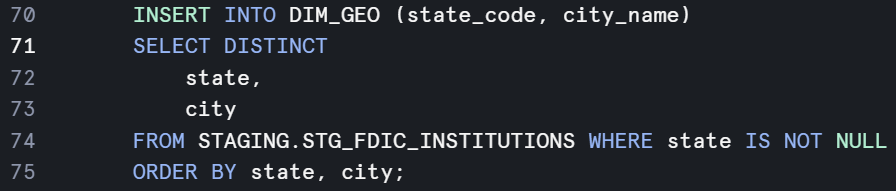 70 INSERT INTO DIM_GEO (state_code, city_name)
71 SELECT DISTINCT
72 state,
73 city
74 FROM STAGING.STG_FDIC_INSTITUTIONS WHERE state IS NOT NULL
75 ORDER BY state, city;